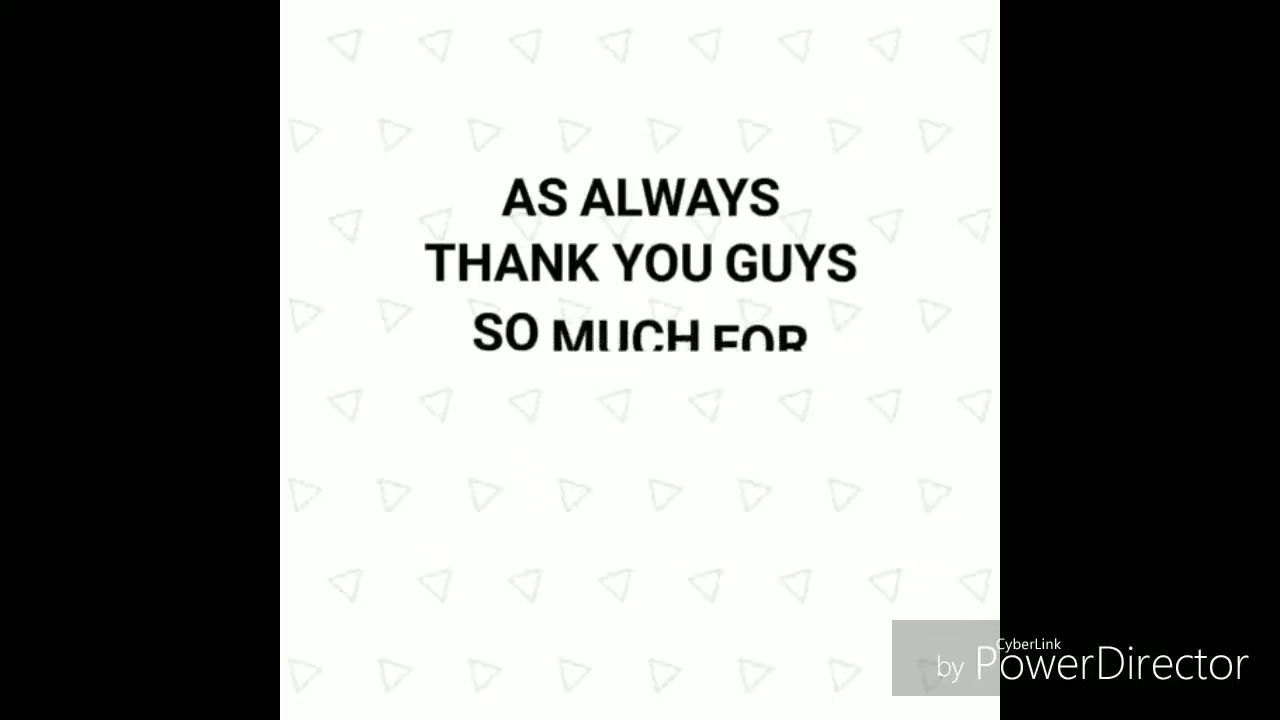 AS ALWAYS
THANK YOU GUYS
SO MUCH FOR
CyberLink
by PowerDirector